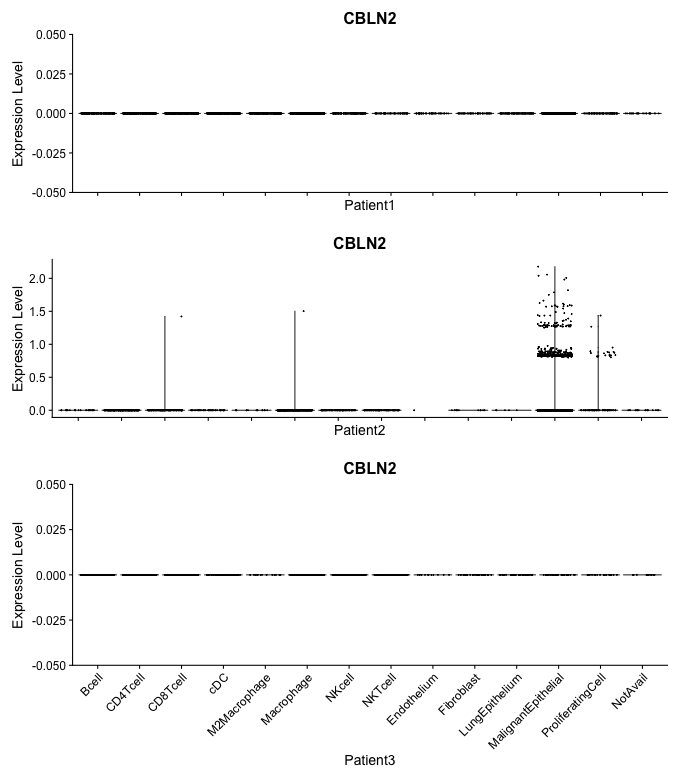 CBLN2
0.050
0.025
0.000
-0.025
-0.050
Expression Level
Patient1
CBLN2
2.0
1.5
1.0
0.5
0.0
Expression Level
Patient2
CBLN2
0.050
0.025
0.000
-0.025
-0.050
Expression Level
Bcell
CD4Tcell
CD8Tcell
cDC
M2Macrophage
Macrophage
NKcell
NKTcell
Endothelium
Fibroblast
LungEpithelium
MalignantEpithelial
ProliferatingCell
NotAvail
Patient3